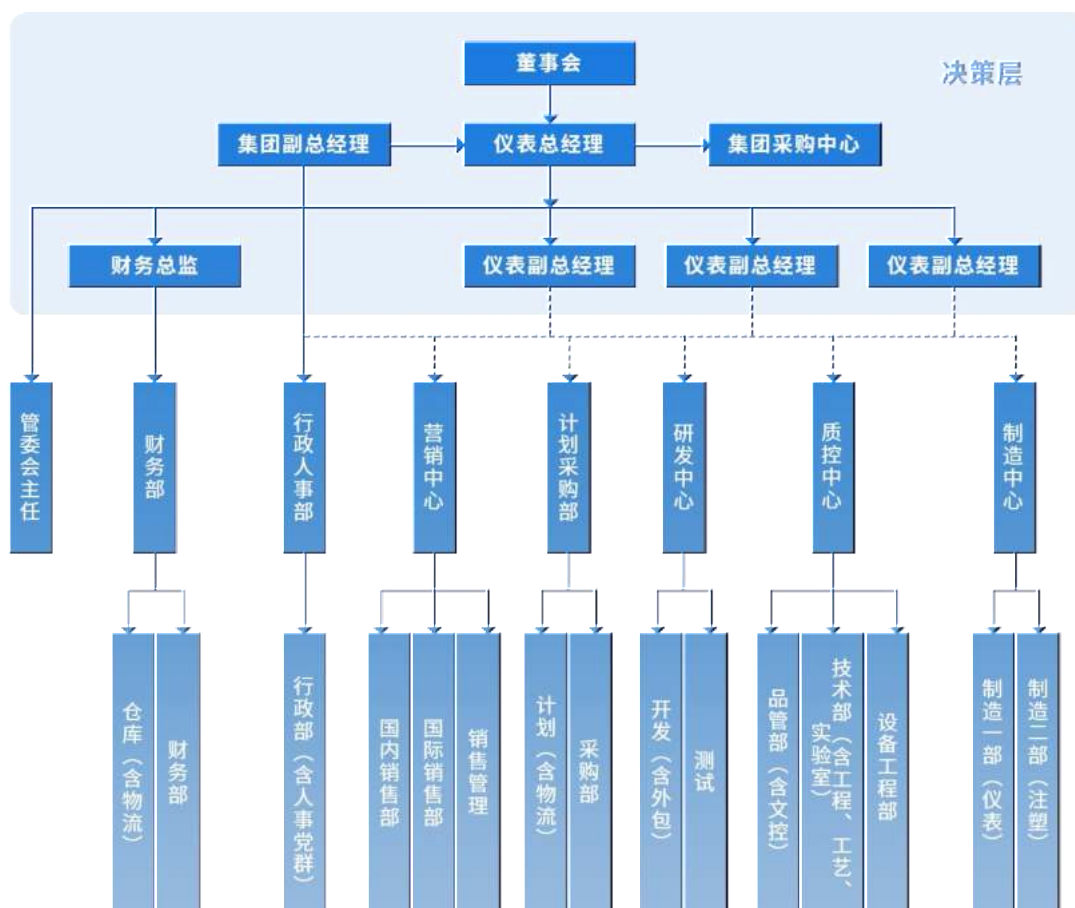 董事会
决策层
集团副总经理
仪表总经理
集团采购中心
财务总监
仪表副总经理
仪表副总经理
仪表副总经理
管委会主任
财务部
行政人事部
营销中心
计划采购部
研发中心
质控中心
制造中心
仓库（含物流）
财务部
行政部（含人事党群）
国内销售部
国际销售部
销售管理
计划（含物流）
采购部
开发（含外包）
测试
品管部（含文控）
技术部（含工程、工艺、
实验室）
设备工程部
制造一部（仪表）
制造二部（注塑）